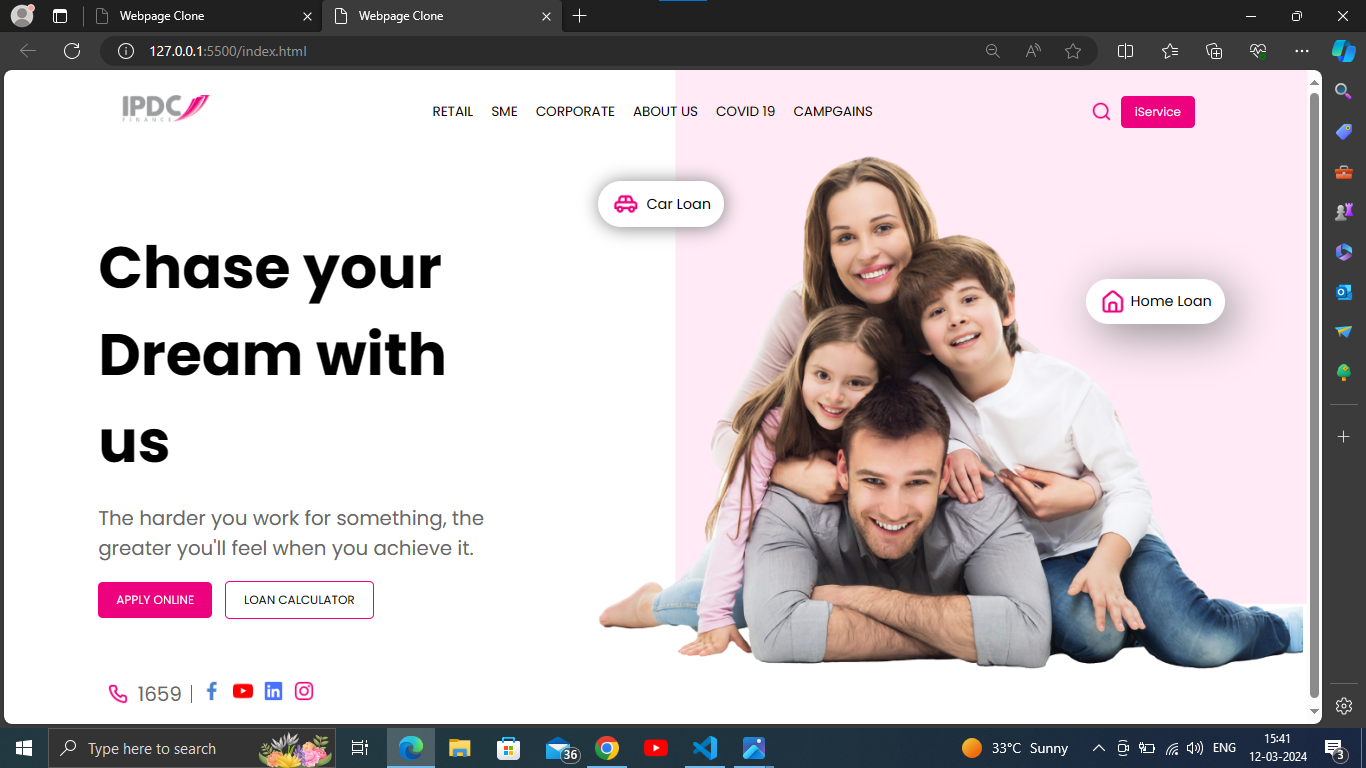 Webpage Clone
Webpage Clone
127.0.0.1:5500/index.html
IPDC
FINANCE
RETAIL SME CORPORATE ABOUT US COVID 19 CAMPGAINS
iService
Car Loan
Home Loan
Chase your
Dream with
us
The harder you work for something, the
greater you'll feel when you achieve it.
APPLY ONLINE LOAN CALCULATOR
1659 |
Type here to search
36
33°C Sunny
ENG
15:41
12-03-2024
3